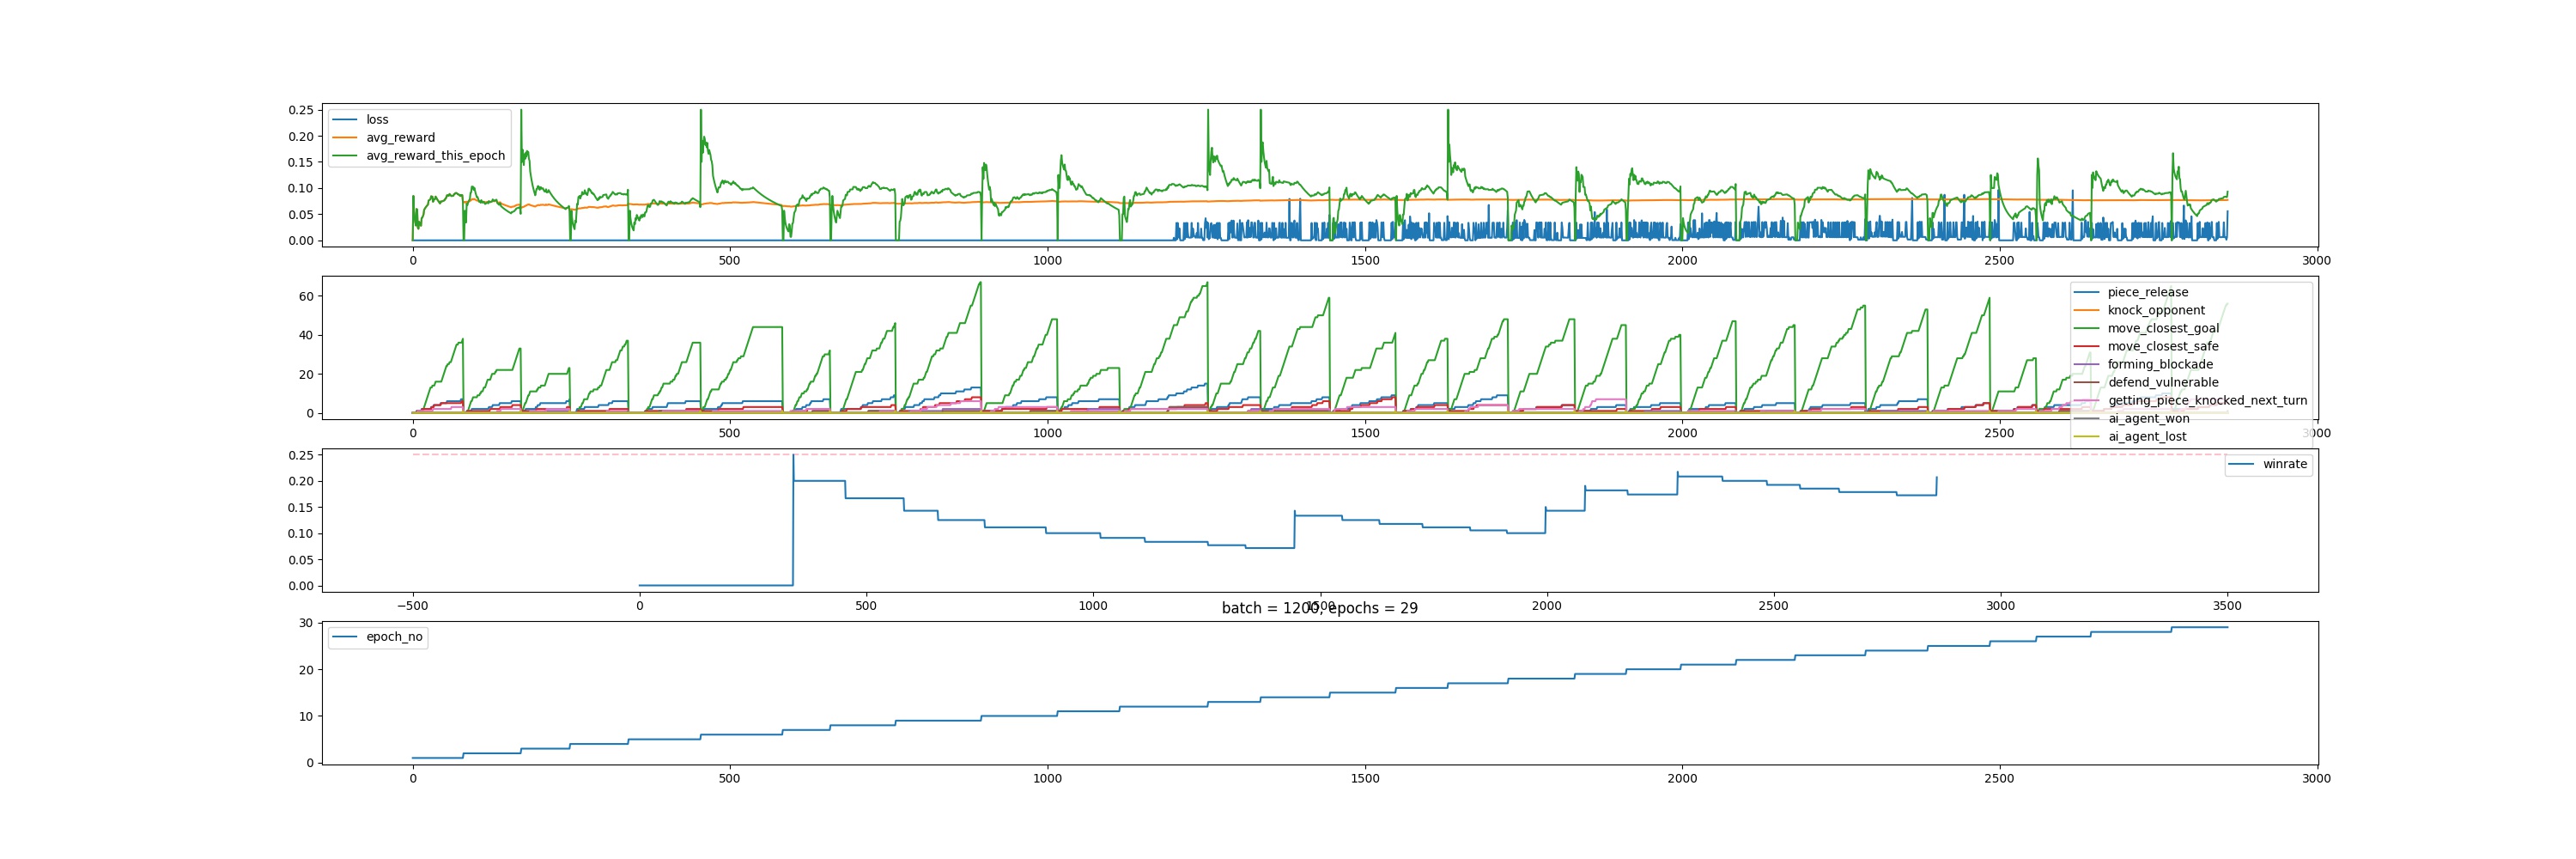 0.25
0.20
0.15
0.10
0.05
0.00
loss
avg_reward
avg_reward_this_epoch
0 500 1000 1500 2000 2500 3000
60
40
20
0
piece_release
knock_opponent
move_closest_goal
move_closest_safe
forming_blockade
defend_vulnerable
getting_piece_knocked_next_turn
ai_agent_won
ai_agent_lost
0 500 1000 1500 2000 2500 3000
0.25
0.20
0.15
0.10
0.05
0.00
winrate
−500 0 500 1000 1500 2000 2500 3000 3500
batch = 1200, epochs = 29
30
20
10
0
epoch_no
0 500 1000 1500 2000 2500 3000